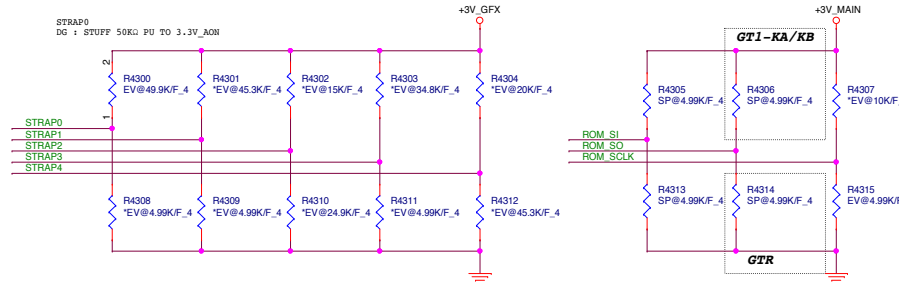 +3V_GFX
+3V_MAIN
STRAP0
DG : STUFF 50KΩ PU TO 3.3V_AON
GT1-KA/KB
2
R4300
EV@49.9K/F_4
R4301
*EV@45.3K/F_4
R4302
*EV@15K/F_4
R4303
*EV@34.8K/F_4
R4304
*EV@20K/F_4
R4305
SP@4.99K/F_4
R4306
SP@4.99K/F_4
R4307
*EV@10K/F
1
STRAP0
STRAP1
STRAP2
STRAP3
STRAP4
ROM_SI
ROM_SO
ROM_SCLK
R4308
*EV@4.99K/F_4
R4309
*EV@4.99K/F_4
R4310
*EV@24.9K/F_4
R4311
*EV@4.99K/F_4
R4312
*EV@45.3K/F_4
R4313
SP@4.99K/F_4
R4314
SP@4.99K/F_4
R4315
EV@4.99K/F
GTR